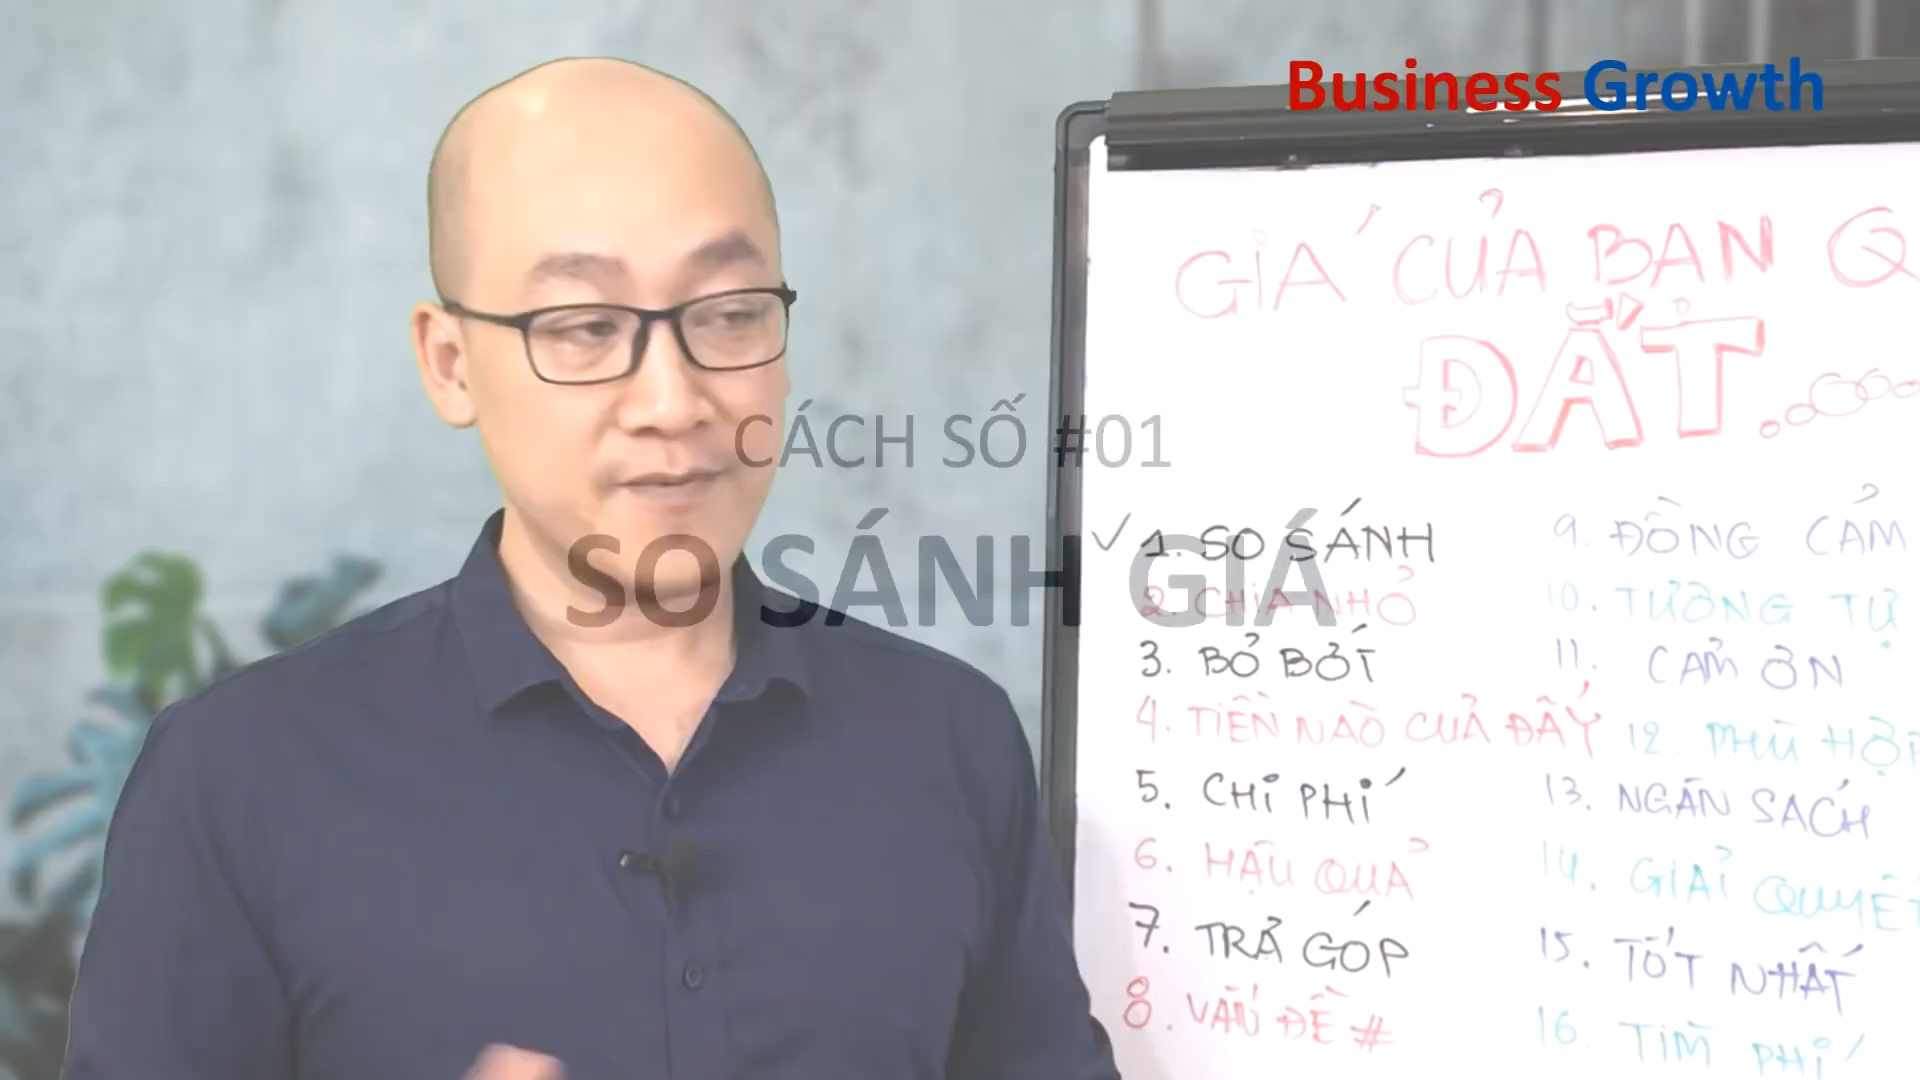 Business Growth
GIÁ CỦA BẠN Q
ĐẮT...
CÁCH SỐ #01
SO SÁNH GIÁ
✓ 1. SO SÁNH
2. CHIA NHỎ
3. BỎ BỚT
4. TIỀN NÀO CỦA ĐẤY
5. CHI PHÍ
6. HẬU QUẢ
7. TRẢ GÓP
8. VẤN ĐỀ #
9. ĐỒNG CẢM
10. TƯƠNG TỰ
11. CẢM ƠN
12. PHÙ HỢP
13. NGÂN SÁCH
14. GIẢI QUYẾT
15. TỐT NHẤT
16. TÌM PHÍ